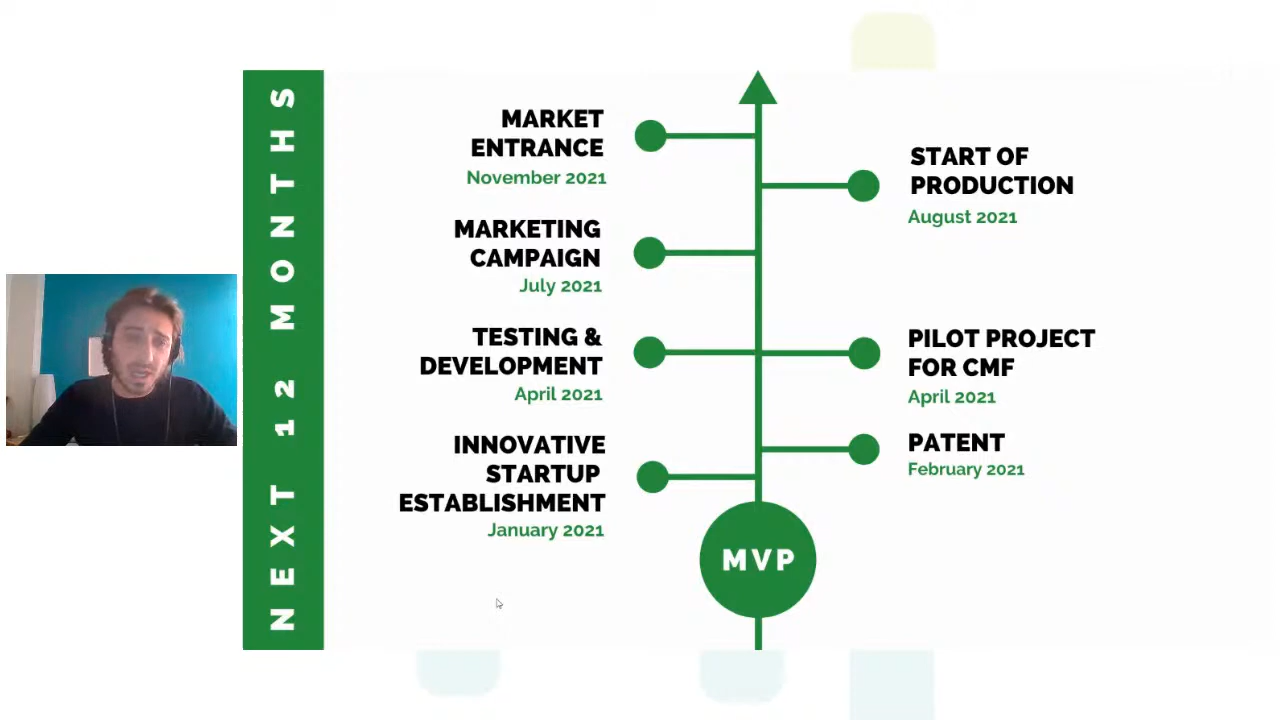 NEXT 12 MONTHS
MARKET
ENTRANCE
November 2021
START OF
PRODUCTION
August 2021
MARKETING
CAMPAIGN
July 2021
TESTING &
DEVELOPMENT
April 2021
PILOT PROJECT
FOR CMF
April 2021
INNOVATIVE
STARTUP
ESTABLISHMENT
January 2021
PATENT
February 2021
MVP